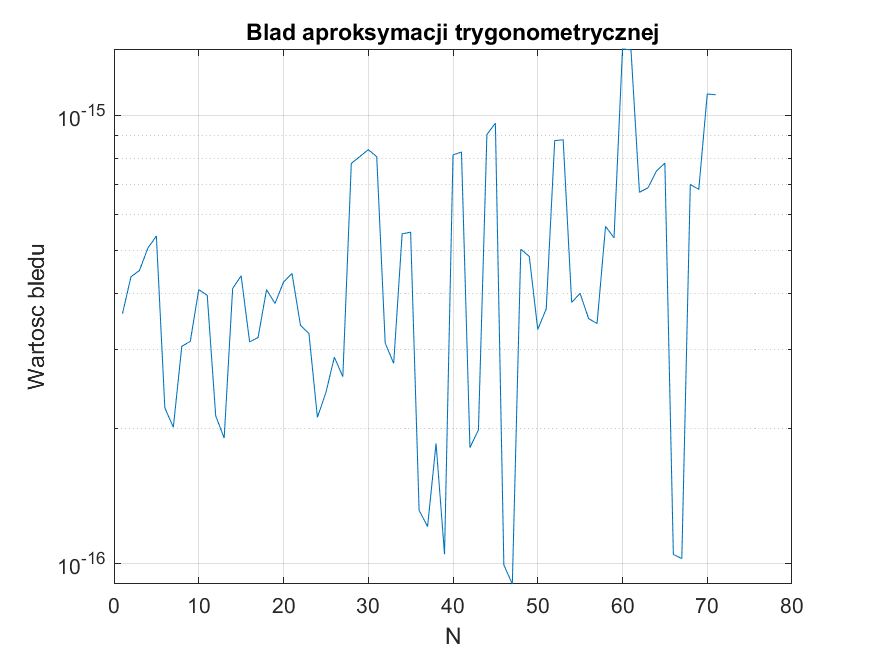 Blad aproksymacji trygonometrycznej
10^-15
Wartosc bledu
10^-16
0 10 20 30 40 50 60 70 80
N